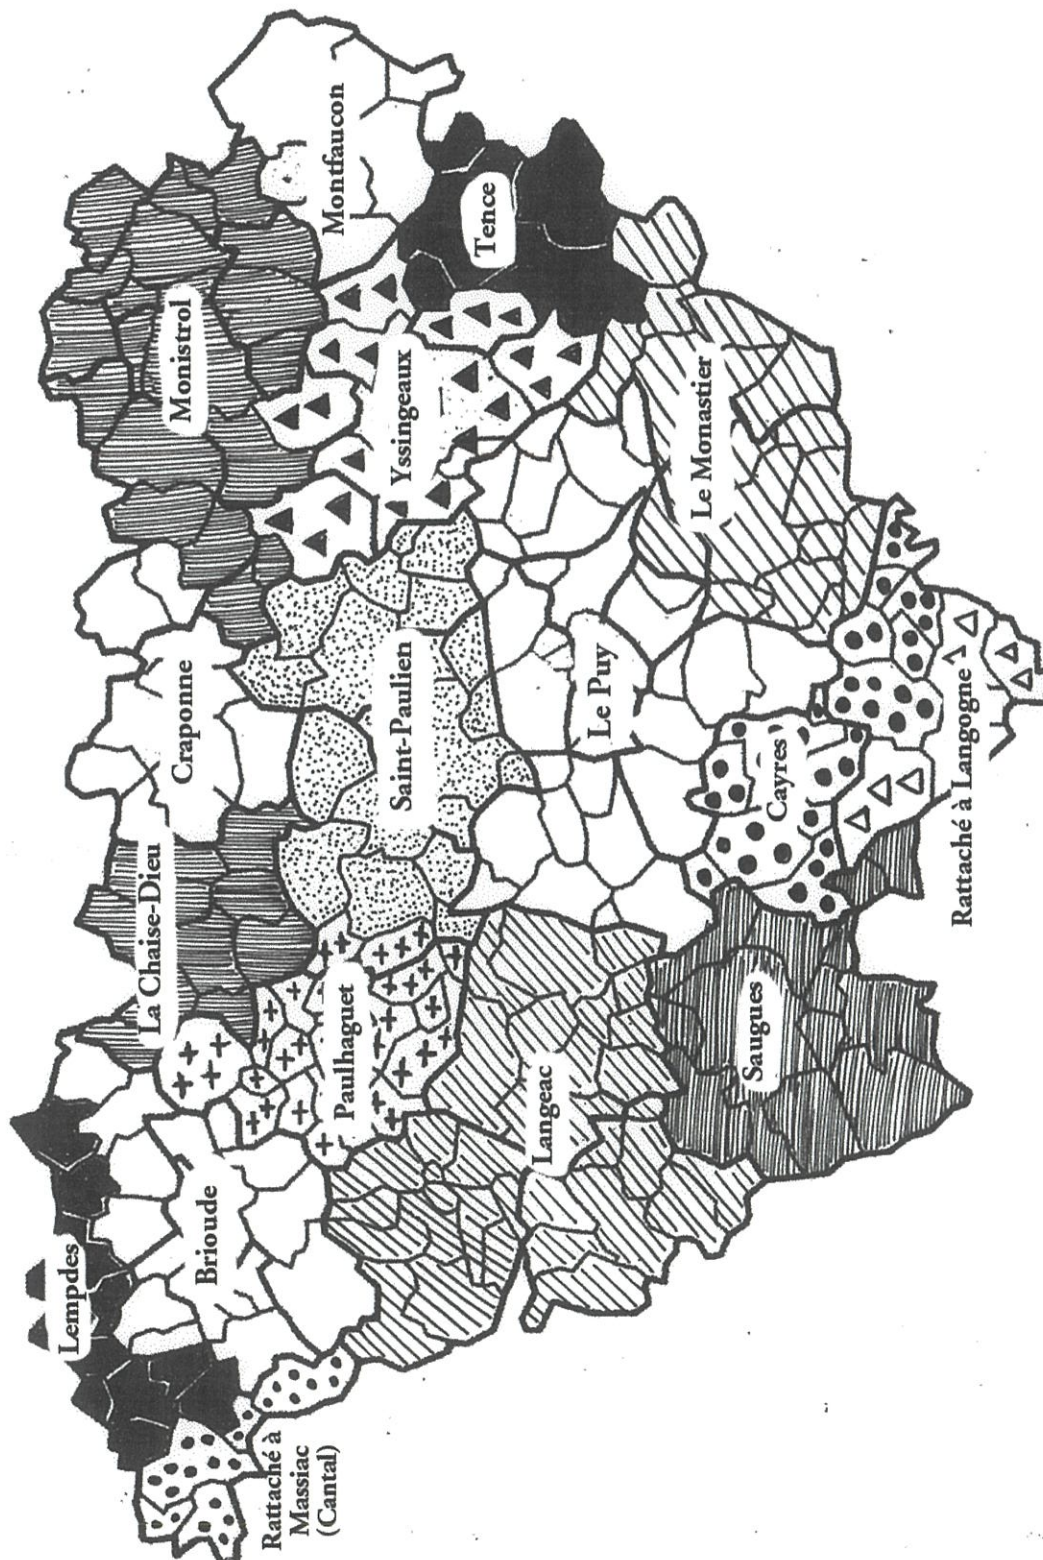 Lempdes
La Chaise-Dieu
Craponne
Monistrol
Montfaucon
Brioude
Paulhaguet
Saint-Paulien
Yssingeaux
Tence
Rattaché à
Massiac
(Cantal)
Langeac
Le Puy
Le Monastier
Saugues
Cayres
Rattaché à Langogne